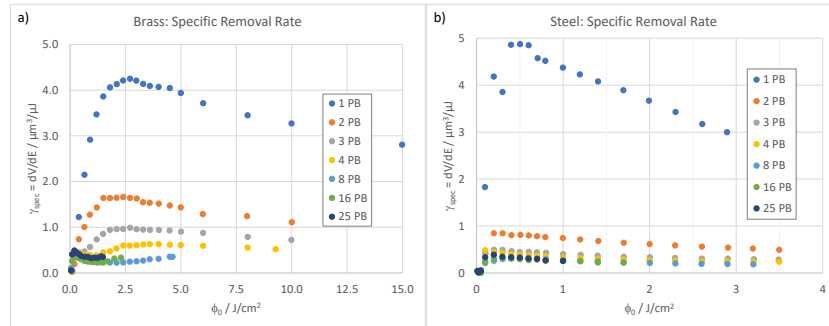 a)
Brass: Specific Removal Rate
γspec = dV/dE / μm³/μJ
5.0
4.0
3.0
2.0
1.0
0.0
0.0 2.5 5.0 7.5 10.0 12.5 15.0
ϕ₀ / J/cm²
1 PB
2 PB
3 PB
4 PB
8 PB
16 PB
25 PB
b)
Steel: Specific Removal Rate
γspec = dV/dE / μm³/μJ
5
4
3
2
1
0
0 1 2 3 4
ϕ₀ / J/cm²
1 PB
2 PB
3 PB
4 PB
8 PB
16 PB
25 PB